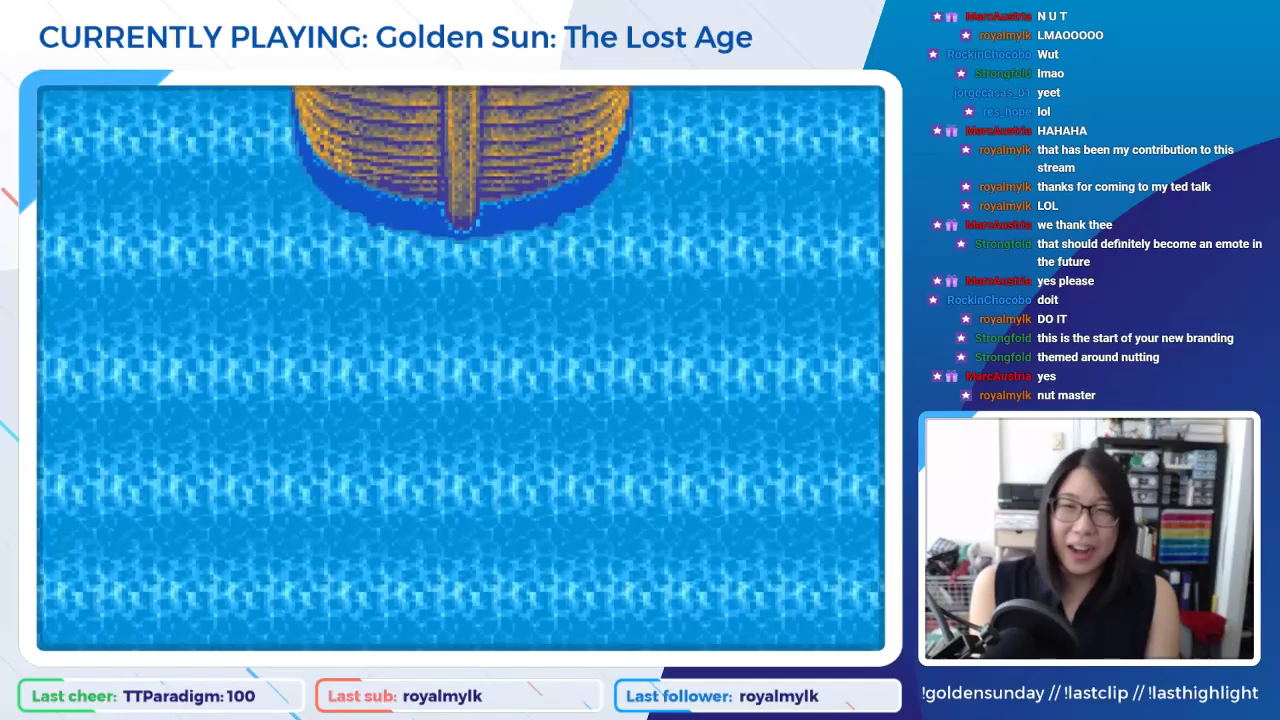 CURRENTLY PLAYING: Golden Sun: The Lost Age
MarcAustria N U T
royalmylk LMAOOOOO
RockinChocobo Wut
Strongfold lmao
jorgecasas_01 yeet
res_hope lol
MarcAustria HAHAHA
royalmylk that has been my contribution to this
stream
royalmylk thanks for coming to my ted talk
royalmylk LOL
MarcAustria we thank thee
Strongfold that should definitely become an emote in
the future
MarcAustria yes please
RockinChocobo doit
royalmylk DO IT
Strongfold this is the start of your new branding
Strongfold themed around nutting
MarcAustria yes
royalmylk nut master
Last cheer: TTParadigm: 100
Last sub: royalmylk
Last follower: royalmylk
!goldensunday // !lastclip // !lasthighlight